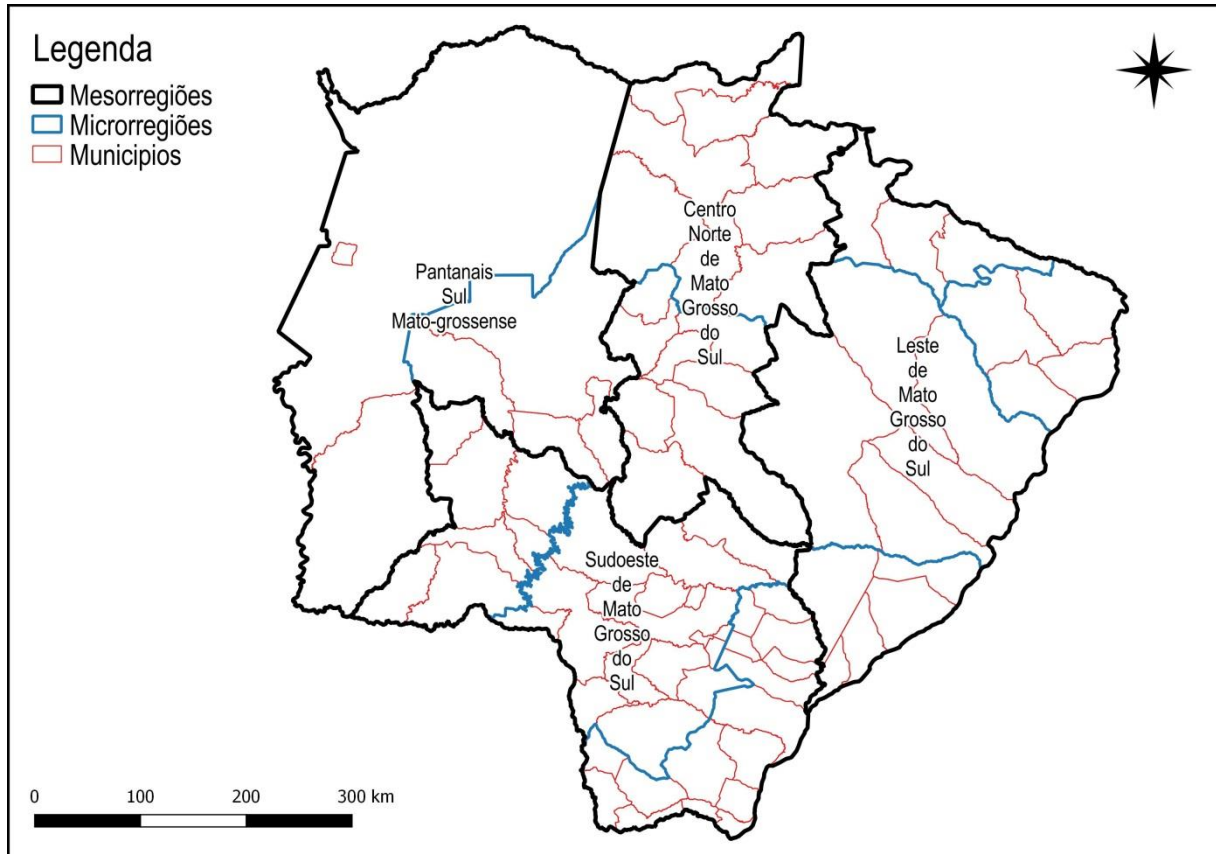 Legenda
Mesorregiões
Microrregiões
Municipios
Centro
Norte
de
Mato
Grosso
do
Sul
Pantanais
Sul
Mato-grossense
Leste
de
Mato
Grosso
do
Sul
Sudoeste
de
Mato
Grosso
do
Sul
0 100 200 300 km